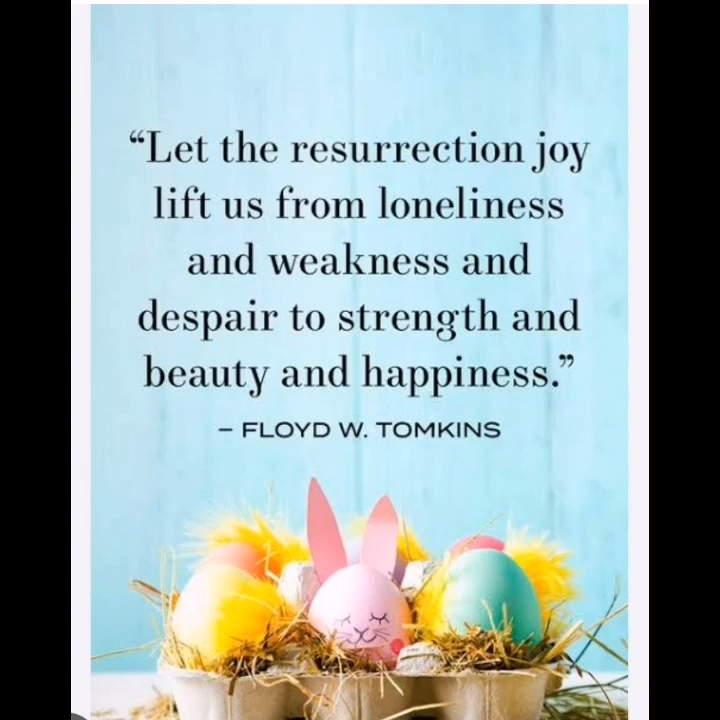 “Let the resurrection joy
lift us from loneliness
and weakness and
despair to strength and
beauty and happiness.”
– FLOYD W. TOMKINS